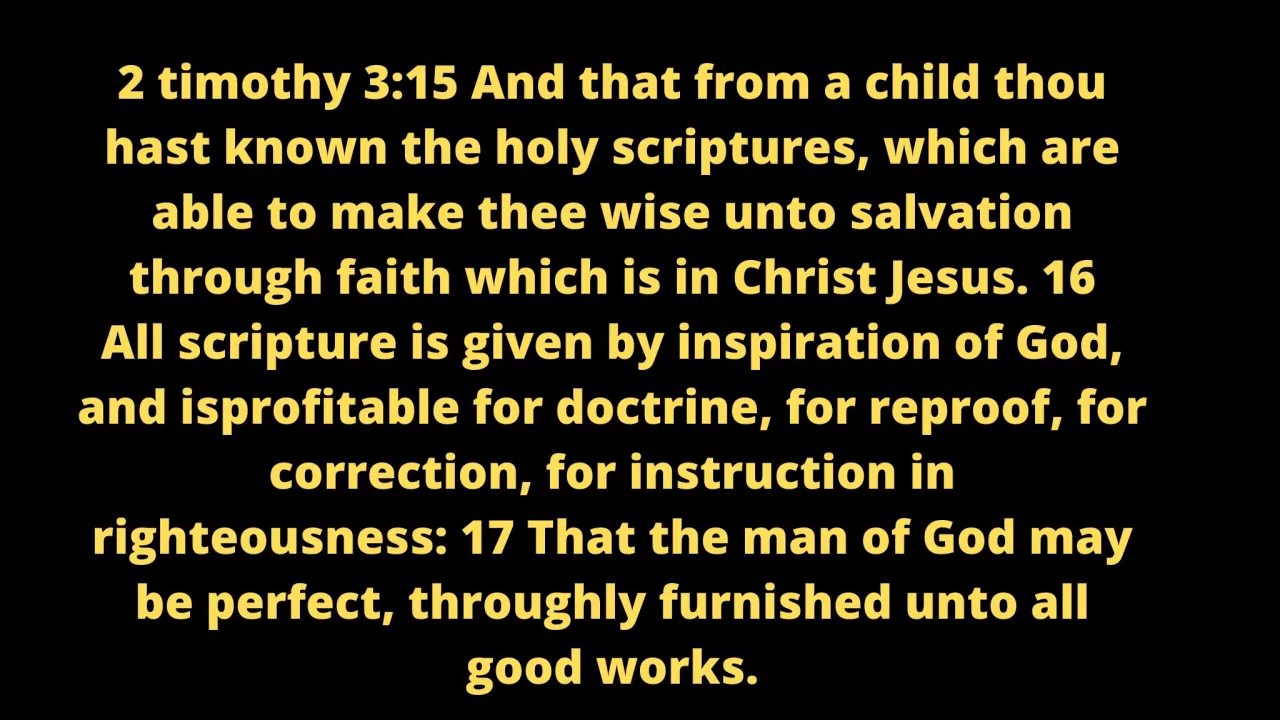 2 timothy 3:15 And that from a child thou
hast known the holy scriptures, which are
able to make thee wise unto salvation
through faith which is in Christ Jesus. 16
All scripture is given by inspiration of God,
and isprofitable for doctrine, for reproof, for
correction, for instruction in
righteousness: 17 That the man of God may
be perfect, throughly furnished unto all
good works.